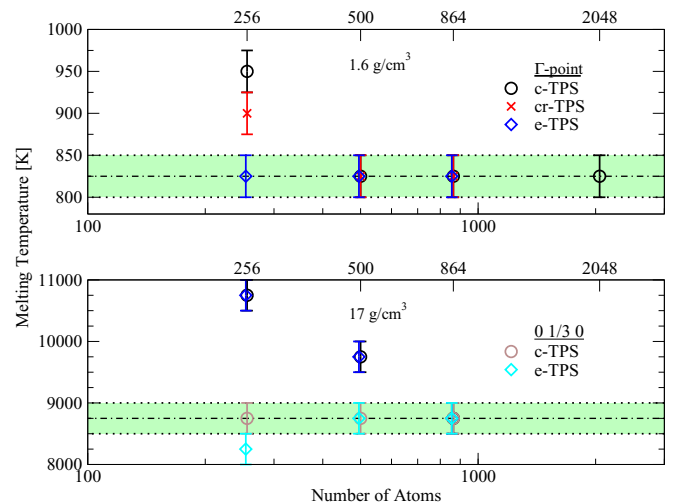 256 500 864 2048
1000
950
900
850
800
1.6 g/cm³
Γ-point
c-TPS
cr-TPS
e-TPS
100 1000
Melting Temperature [K]
256 500 864 2048
11000
10000
9000
8000
17 g/cm³
0 1/3 0
c-TPS
e-TPS
100 1000
Number of Atoms